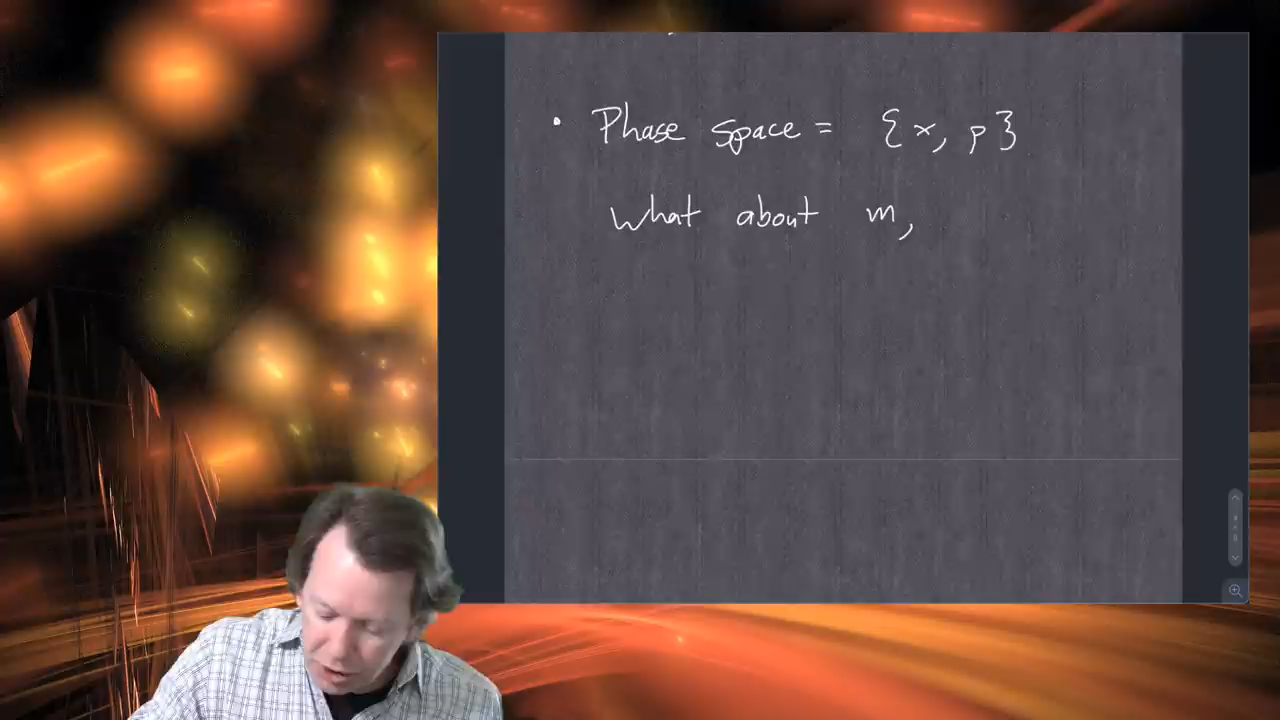 • Phase space = {x, p}
What about m,